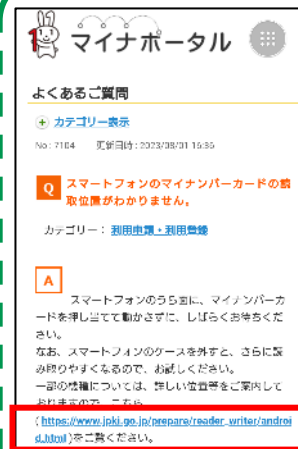 マイナポータル
よくあるご質問
カテゴリー表示
No : 7104 更新日時 : 2023/08/01 16:36
Q スマートフォンのマイナンバーカードの読
取位置がわかりません。
カテゴリー : 利用申請・利用登録
A
スマートフォンのうら面に、マイナンバーカ
ードを押し当てて動かさずに、しばらくお待ちくだ
さい。
なお、スマートフォンのケースを外すと、さらに読
み取りやすくなるので、お試しください。
一部の機種については、詳しい位置等をご案内して
おりますので、こちら
(https://www.jpki.go.jp/prepare/reader_writer/androi
d.html)をご覧ください。